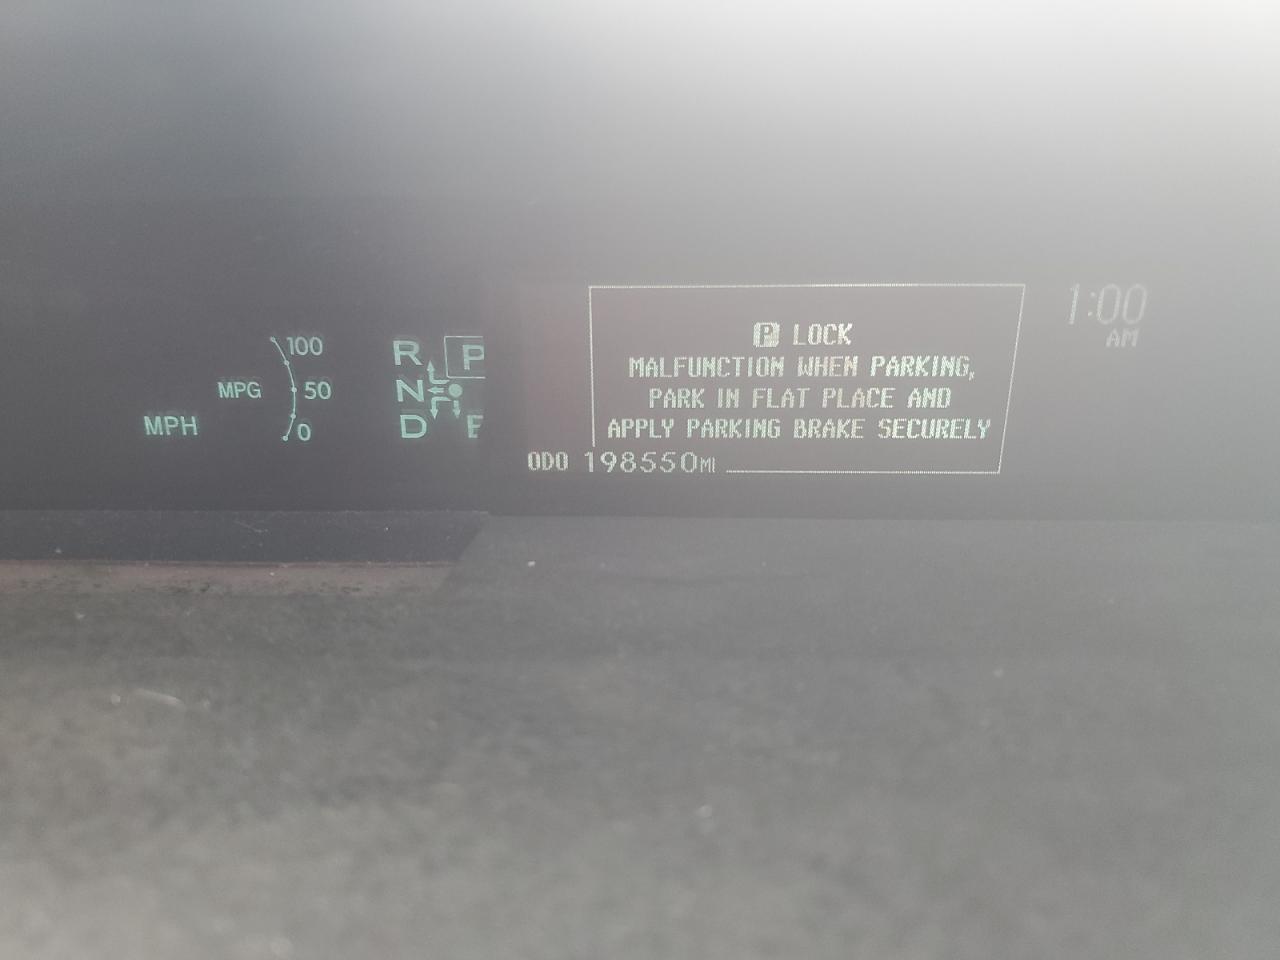 100
MPG 50
MPH 0
R P
N
D
P LOCK
MALFUNCTION WHEN PARKING,
PARK IN FLAT PLACE AND
APPLY PARKING BRAKE SECURELY
ODO 198550MI
1:00
AM